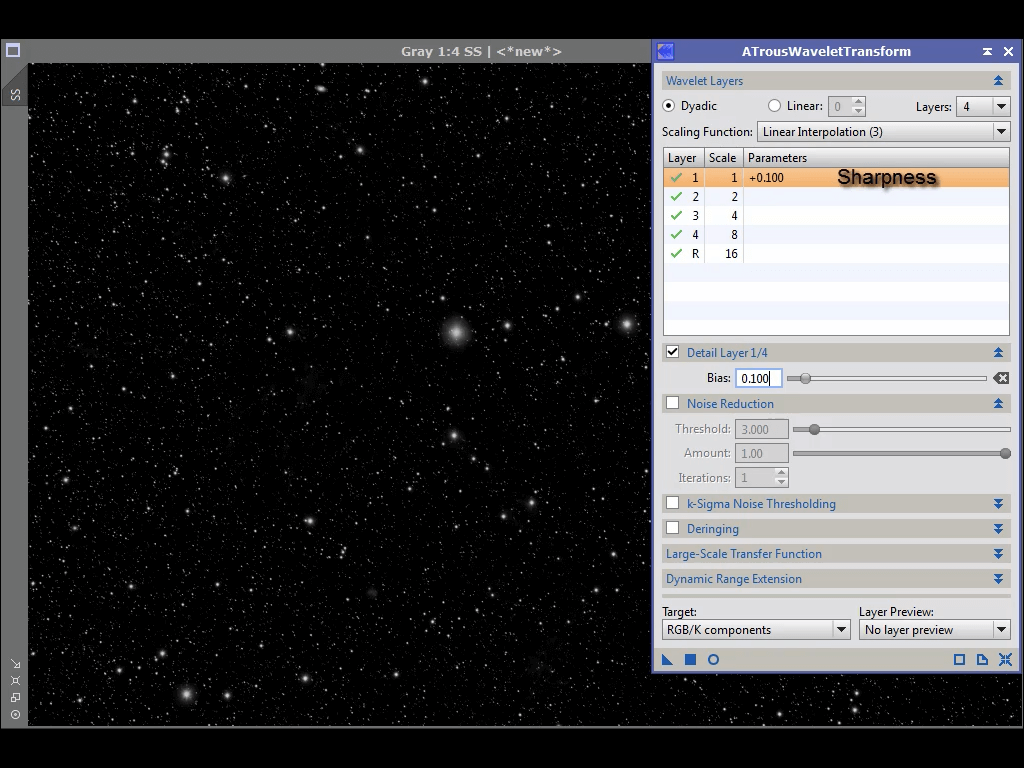 Gray 1:4 SS | <*new*>
SS
ATrousWaveletTransform
Wavelet Layers
Dyadic Linear: 0 Layers: 4
Scaling Function: Linear Interpolation (3)
Layer Scale Parameters
1 1 +0.100 Sharpness
2 2
3 4
4 8
R 16
Detail Layer 1/4
Bias: 0.100
Noise Reduction
Threshold: 3.000
Amount: 1.00
Iterations: 1
k-Sigma Noise Thresholding
Deringing
Large-Scale Transfer Function
Dynamic Range Extension
Target: Layer Preview:
RGB/K components No layer preview